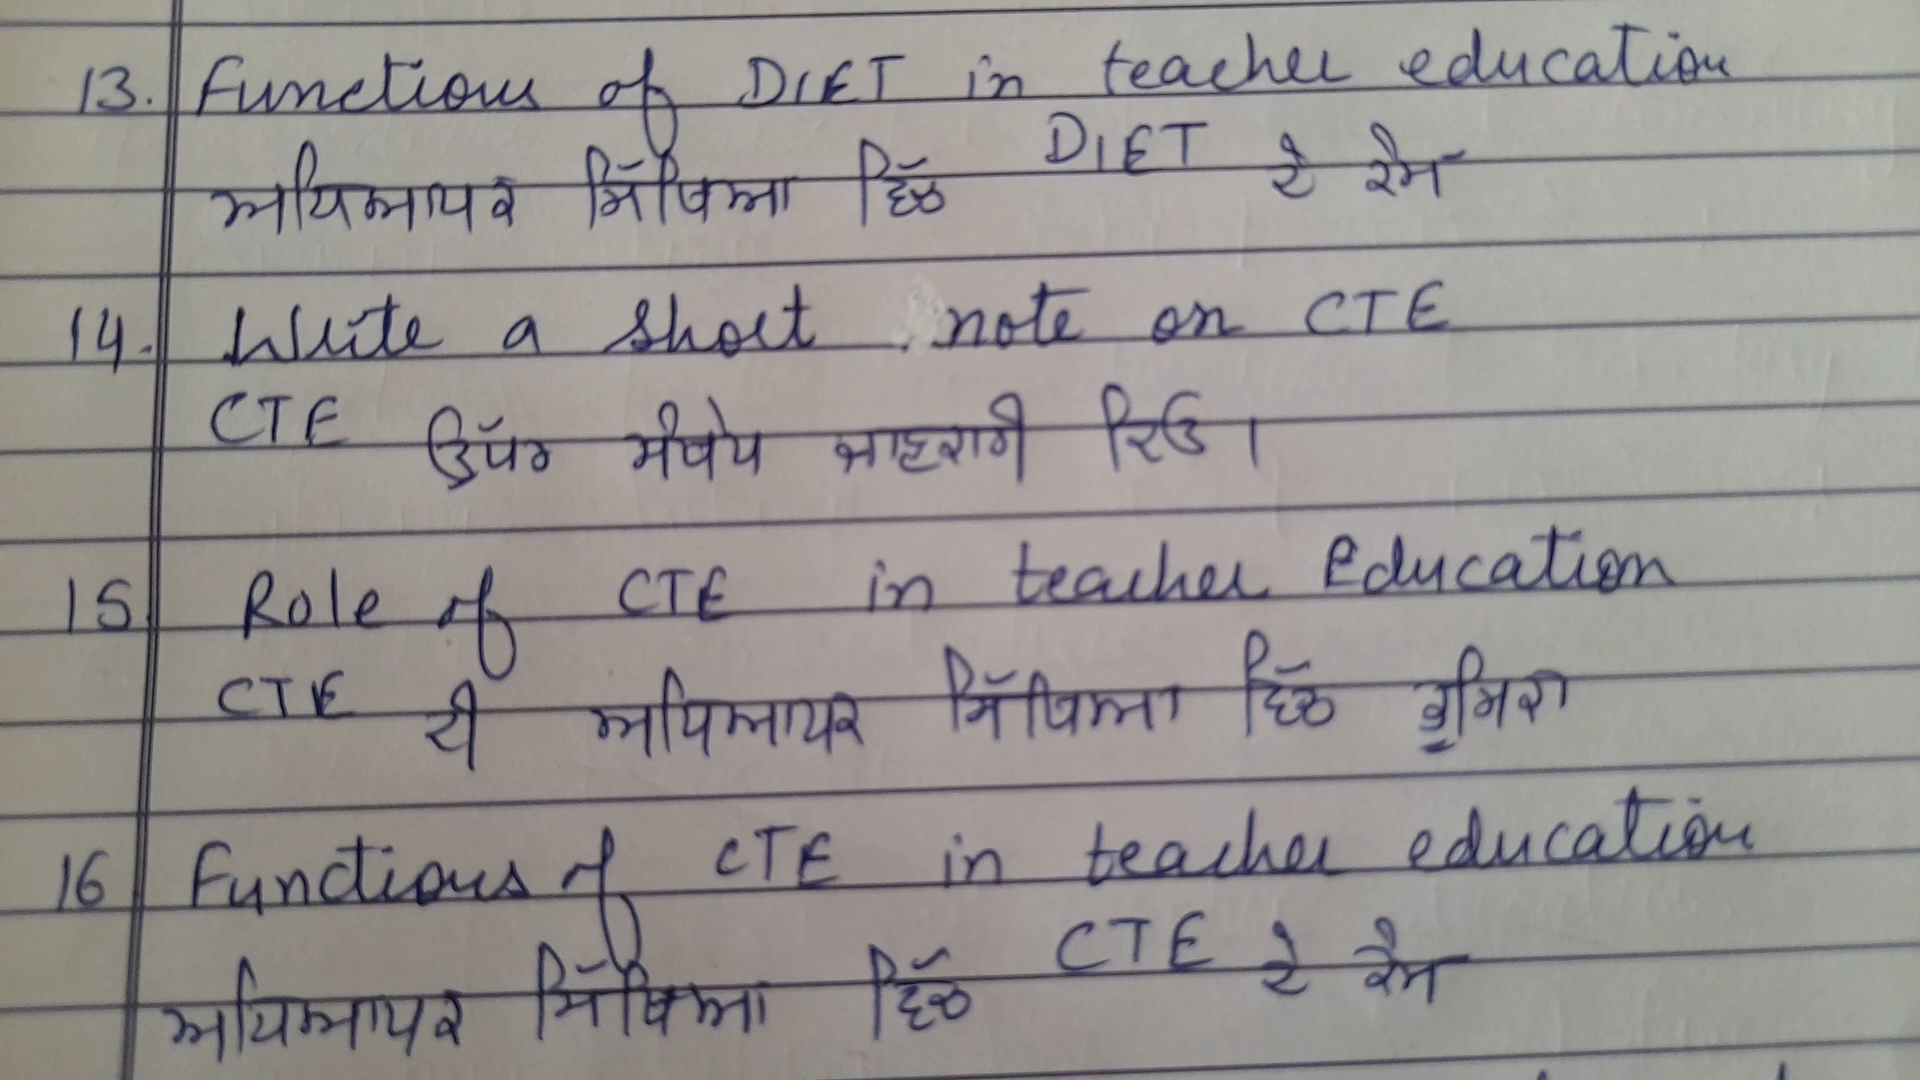 13. Functions of DIET in teacher education
ਅਧਿਆਪਕ ਸਿੱਖਿਆ ਵਿੱਚ DIET ਦੇ ਕੰਮ
14. Write a short note on CTE
CTE ਉੱਪਰ ਸੰਖੇਪ ਜਾਣਕਾਰੀ ਦਿਓ।
15 Role of CTE in teacher Education
CTE ਦੀ ਅਧਿਆਪਕ ਸਿੱਖਿਆ ਵਿੱਚ ਭੂਮਿਕਾ
16 Functions of CTE in teacher education
ਅਧਿਆਪਕ ਸਿੱਖਿਆ ਵਿੱਚ CTE ਦੇ ਕੰਮ